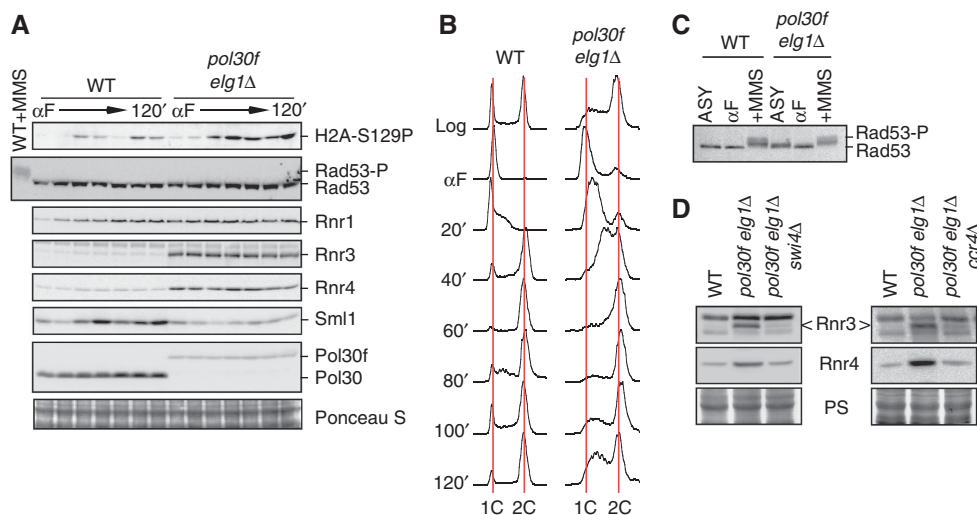 A
WT
pol30f
elg1Δ
WT+MMS
αF 120′ αF 120′
H2A-S129P
Rad53-P
Rad53
Rnr1
Rnr3
Rnr4
Sml1
Pol30f
Pol30
Ponceau S
B
WT
pol30f
elg1Δ
Log
αF
20′
40′
60′
80′
100′
120′
1C 2C 1C 2C
C
WT
pol30f
elg1Δ
ASY αF +MMS ASY αF +MMS
Rad53-P
Rad53
D
WT
pol30f elg1Δ
pol30f elg1Δ
swi4Δ
WT
pol30f elg1Δ
pol30f elg1Δ
ccr4Δ
< Rnr3 >
Rnr4
PS